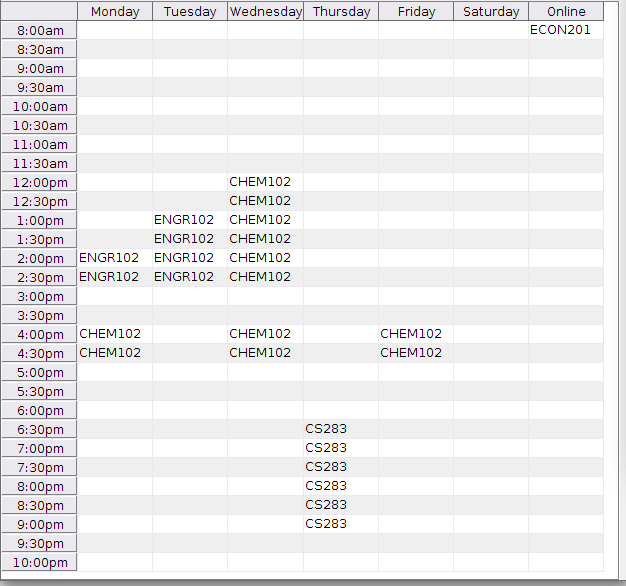 Monday Tuesday Wednesday Thursday Friday Saturday Online
8:00am ECON201
8:30am
9:00am
9:30am
10:00am
10:30am
11:00am
11:30am
12:00pm CHEM102
12:30pm CHEM102
1:00pm ENGR102 CHEM102
1:30pm ENGR102 CHEM102
2:00pm ENGR102 ENGR102 CHEM102
2:30pm ENGR102 ENGR102 CHEM102
3:00pm
3:30pm
4:00pm CHEM102 CHEM102 CHEM102
4:30pm CHEM102 CHEM102 CHEM102
5:00pm
5:30pm
6:00pm
6:30pm CS283
7:00pm CS283
7:30pm CS283
8:00pm CS283
8:30pm CS283
9:00pm CS283
9:30pm
10:00pm